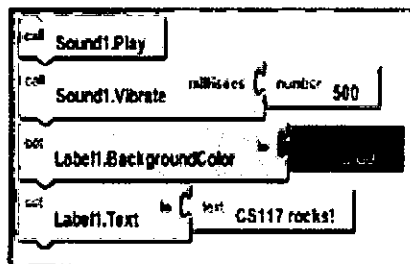 call
Sound1.Play
call
Sound1.Vibrate millisecs number 500
set
Label1.BackgroundColor to
set
Label1.Text to text CS117 rocks!